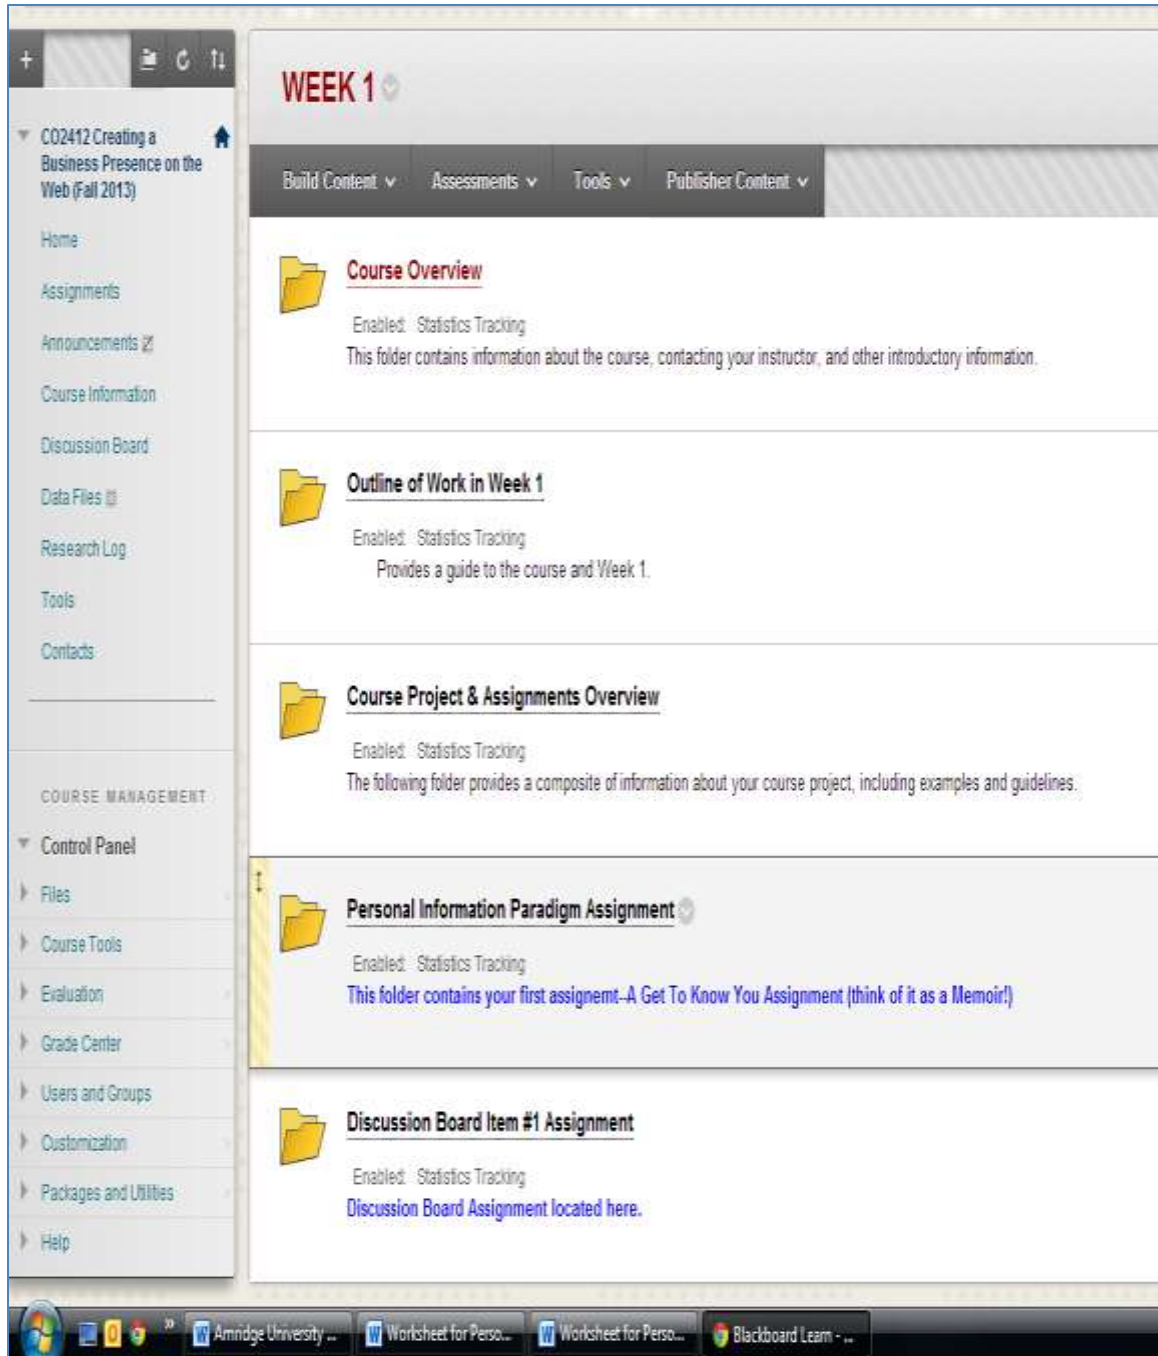 CO2412 Creating a
Business Presence on the
Web (Fall 2013)
Home
Assignments
Announcements
Course Information
Discussion Board
Data Files
Research Log
Tools
Contacts
COURSE MANAGEMENT
Control Panel
Files
Course Tools
Evaluation
Grade Center
Users and Groups
Customization
Packages and Utilities
Help
WEEK 1
Build Content Assessments Tools Publisher Content
Course Overview
Enabled: Statistics Tracking
This folder contains information about the course, contacting your instructor, and other introductory information.
Outline of Work in Week 1
Enabled: Statistics Tracking
Provides a guide to the course and Week 1.
Course Project & Assignments Overview
Enabled: Statistics Tracking
The following folder provides a composite of information about your course project, including examples and guidelines.
Personal Information Paradigm Assignment
Enabled: Statistics Tracking
This folder contains your first assignemt--A Get To Know You Assignment (think of it as a Memoir!)
Discussion Board Item #1 Assignment
Enabled: Statistics Tracking
Discussion Board Assignment located here.
Amridge University ... Worksheet for Perso... Worksheet for Perso... Blackboard Learn - ...